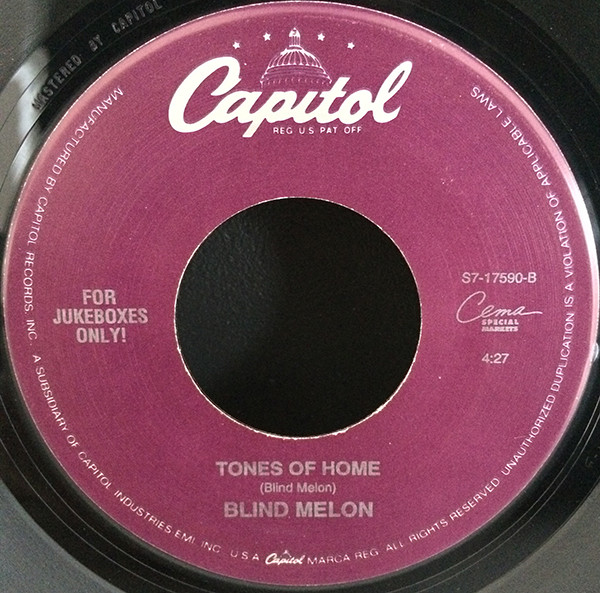 MASTERED BY CAPITOL
Capitol
REG U S PAT OFF
FOR
JUKEBOXES
ONLY!
S7-17590-B
Cema
SPECIAL
MARKETS
4:27
TONES OF HOME
(Blind Melon)
BLIND MELON
MANUFACTURED BY CAPITOL RECORDS, INC. A SUBSIDIARY OF CAPITOL INDUSTRIES EMI, INC. U S A Capitol MARCA REG. ALL RIGHTS RESERVED. UNAUTHORIZED DUPLICATION IS A VIOLATION OF APPLICABLE LAWS